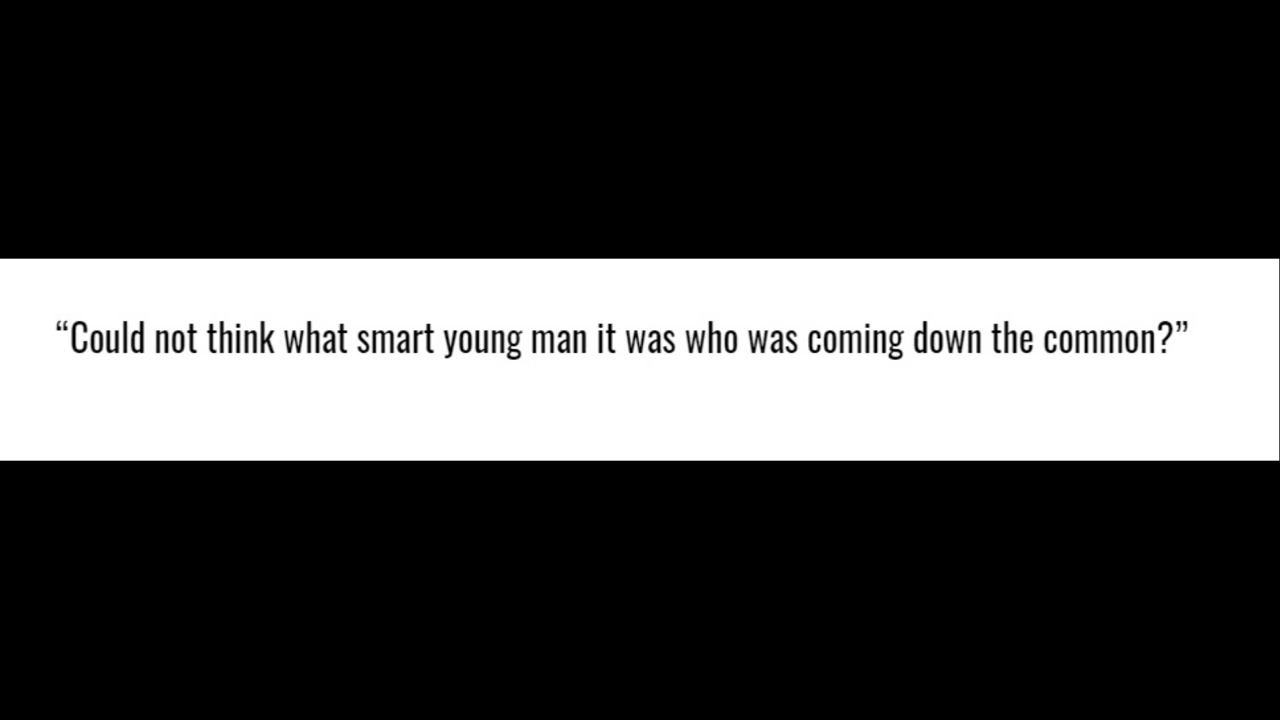 “Could not think what smart young man it was who was coming down the common?”